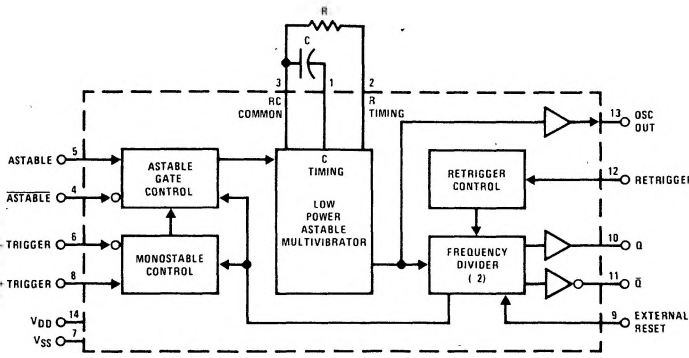 R
C
3
1
2
RC
COMMON
R
TIMING
13
OSC
OUT
ASTABLE
5
ASTABLE
4
ASTABLE
GATE
CONTROL
C
TIMING
LOW
POWER
ASTABLE
MULTIVIBRATOR
RETRIGGER
CONTROL
12
RETRIGGER
- TRIGGER
6
+ TRIGGER
8
MONOSTABLE
CONTROL
FREQUENCY
DIVIDER
( 2)
10
Q
11
Q̅
VDD
14
VSS
7
9
EXTERNAL
RESET